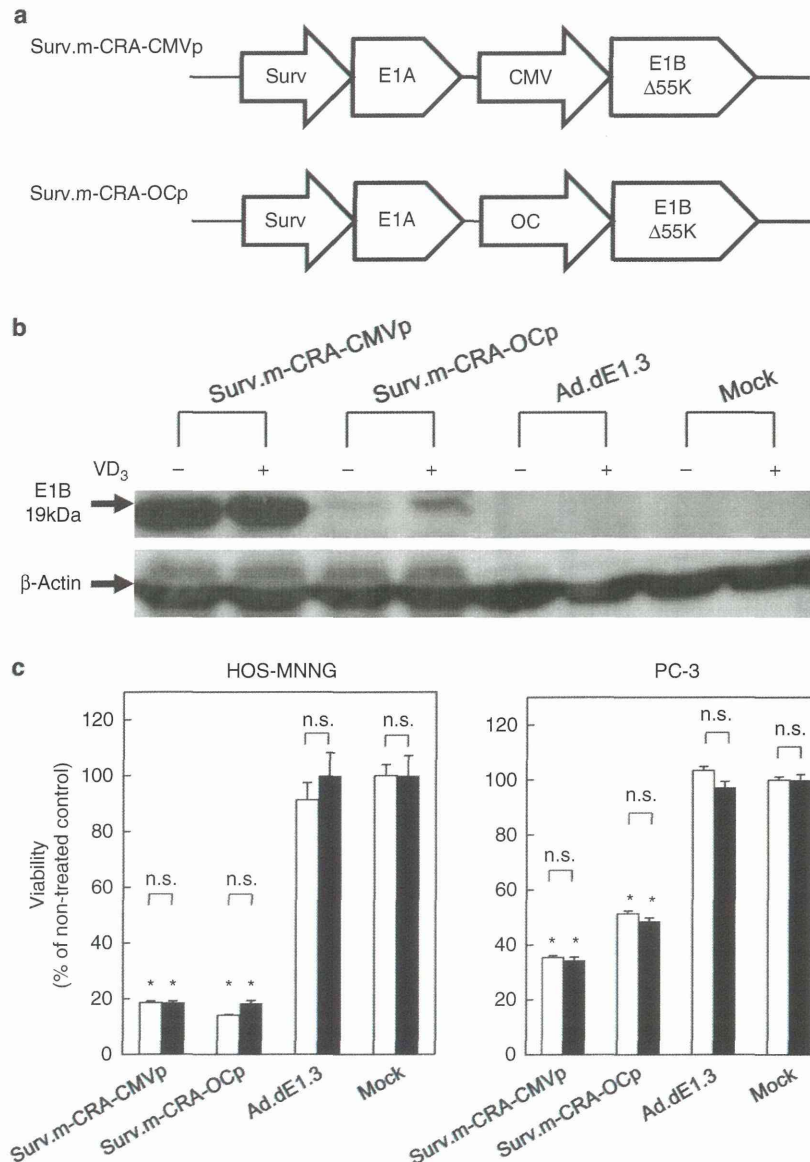 a
Surv.m-CRA-CMVp
Surv
E1A
CMV
E1B
Δ55K
Surv.m-CRA-OCp
Surv
E1A
OC
E1B
Δ55K
b
Surv.m-CRA-CMVp
Surv.m-CRA-OCp
Ad.dE1.3
Mock
VD3
– + – + – + – +
E1B
19kDa
β-Actin
c
HOS-MNNG
Viability
(% of non-treated control)
120
100
80
60
40
20
0
n.s.
n.s.
n.s.
n.s.
* *
* *
Surv.m-CRA-CMVp
Surv.m-CRA-OCp
Ad.dE1.3
Mock
PC-3
120
100
80
60
40
20
0
n.s.
n.s.
n.s.
n.s.
* *
* *
Surv.m-CRA-CMVp
Surv.m-CRA-OCp
Ad.dE1.3
Mock